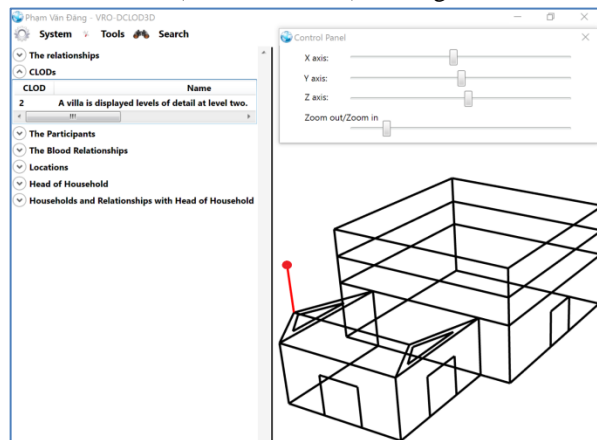 Phạm Văn Đảng - VRO-DCLOD3D
System Tools Search
The relationships
CLODs
CLOD Name
2 A villa is displayed levels of detail at level two.
The Participants
The Blood Relationships
Locations
Head of Household
Households and Relationships with Head of Household
Control Panel
X axis:
Y axis:
Z axis:
Zoom out/Zoom in